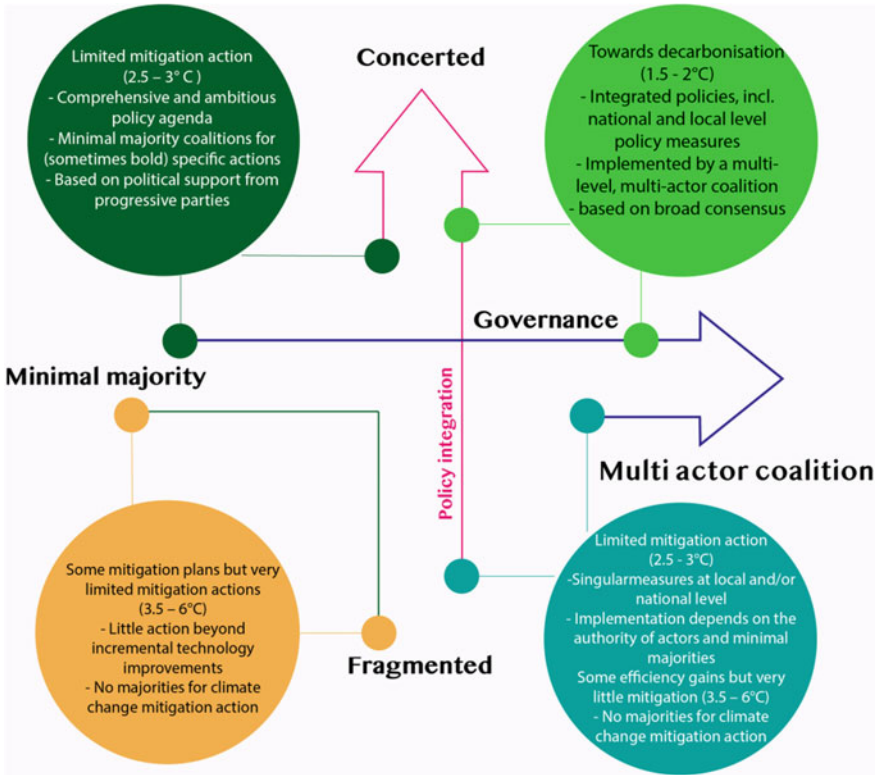 Limited mitigation action
(2.5 – 3° C )
- Comprehensive and ambitious
policy agenda
- Minimal majority coalitions for
(sometimes bold) specific actions
- Based on political support from
progressive parties
Concerted
Towards decarbonisation
(1.5 - 2°C)
- Integrated policies, incl.
national and local level
policy measures
- Implemented by a multi-
level, multi-actor coalition
- based on broad consensus
Governance
Minimal majority
Policy integration
Multi actor coalition
Some mitigation plans but very
limited mitigation actions
(3.5 – 6°C)
- Little action beyond
incremental technology
improvements
- No majorities for climate
change mitigation action
Fragmented
Limited mitigation action
(2.5 - 3°C)
-Singularmeasures at local and/or
national level
- Implementation depends on the
authority of actors and minimal
majorities
Some efficiency gains but very
little mitigation (3.5 – 6°C)
- No majorities for climate
change mitigation action